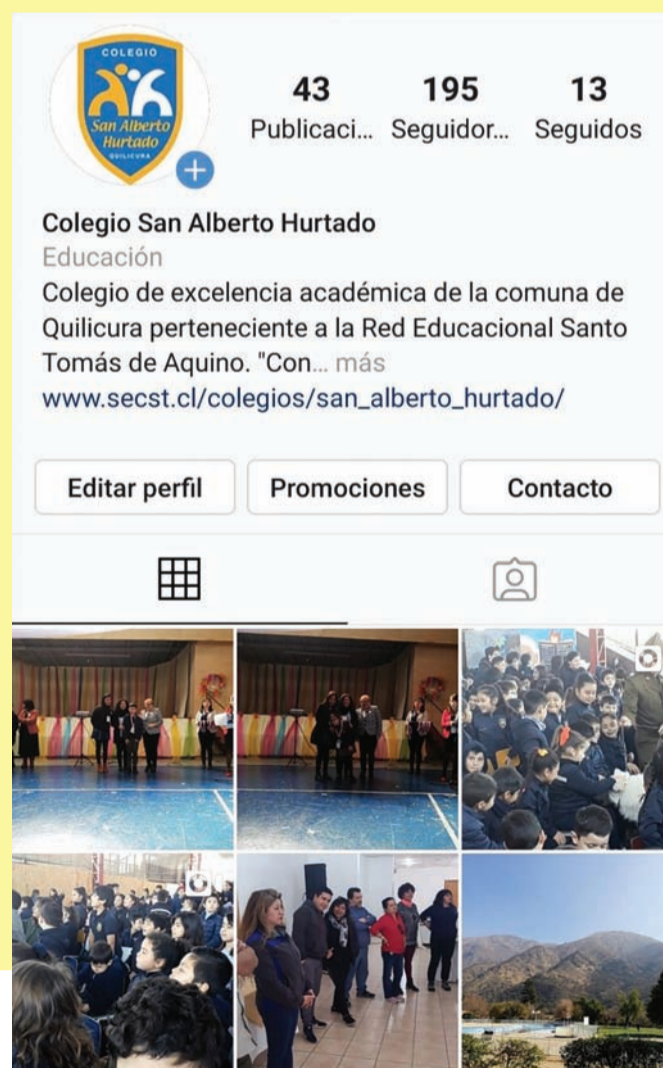 COLEGIO
San Alberto
Hurtado
QUILICURA
43
195
13
Publicaci...
Seguidor...
Seguidos
Colegio San Alberto Hurtado
Educación
Colegio de excelencia académica de la comuna de
Quilicura perteneciente a la Red Educacional Santo
Tomás de Aquino. "Con... más
www.secst.cl/colegios/san_alberto_hurtado/
Editar perfil
Promociones
Contacto